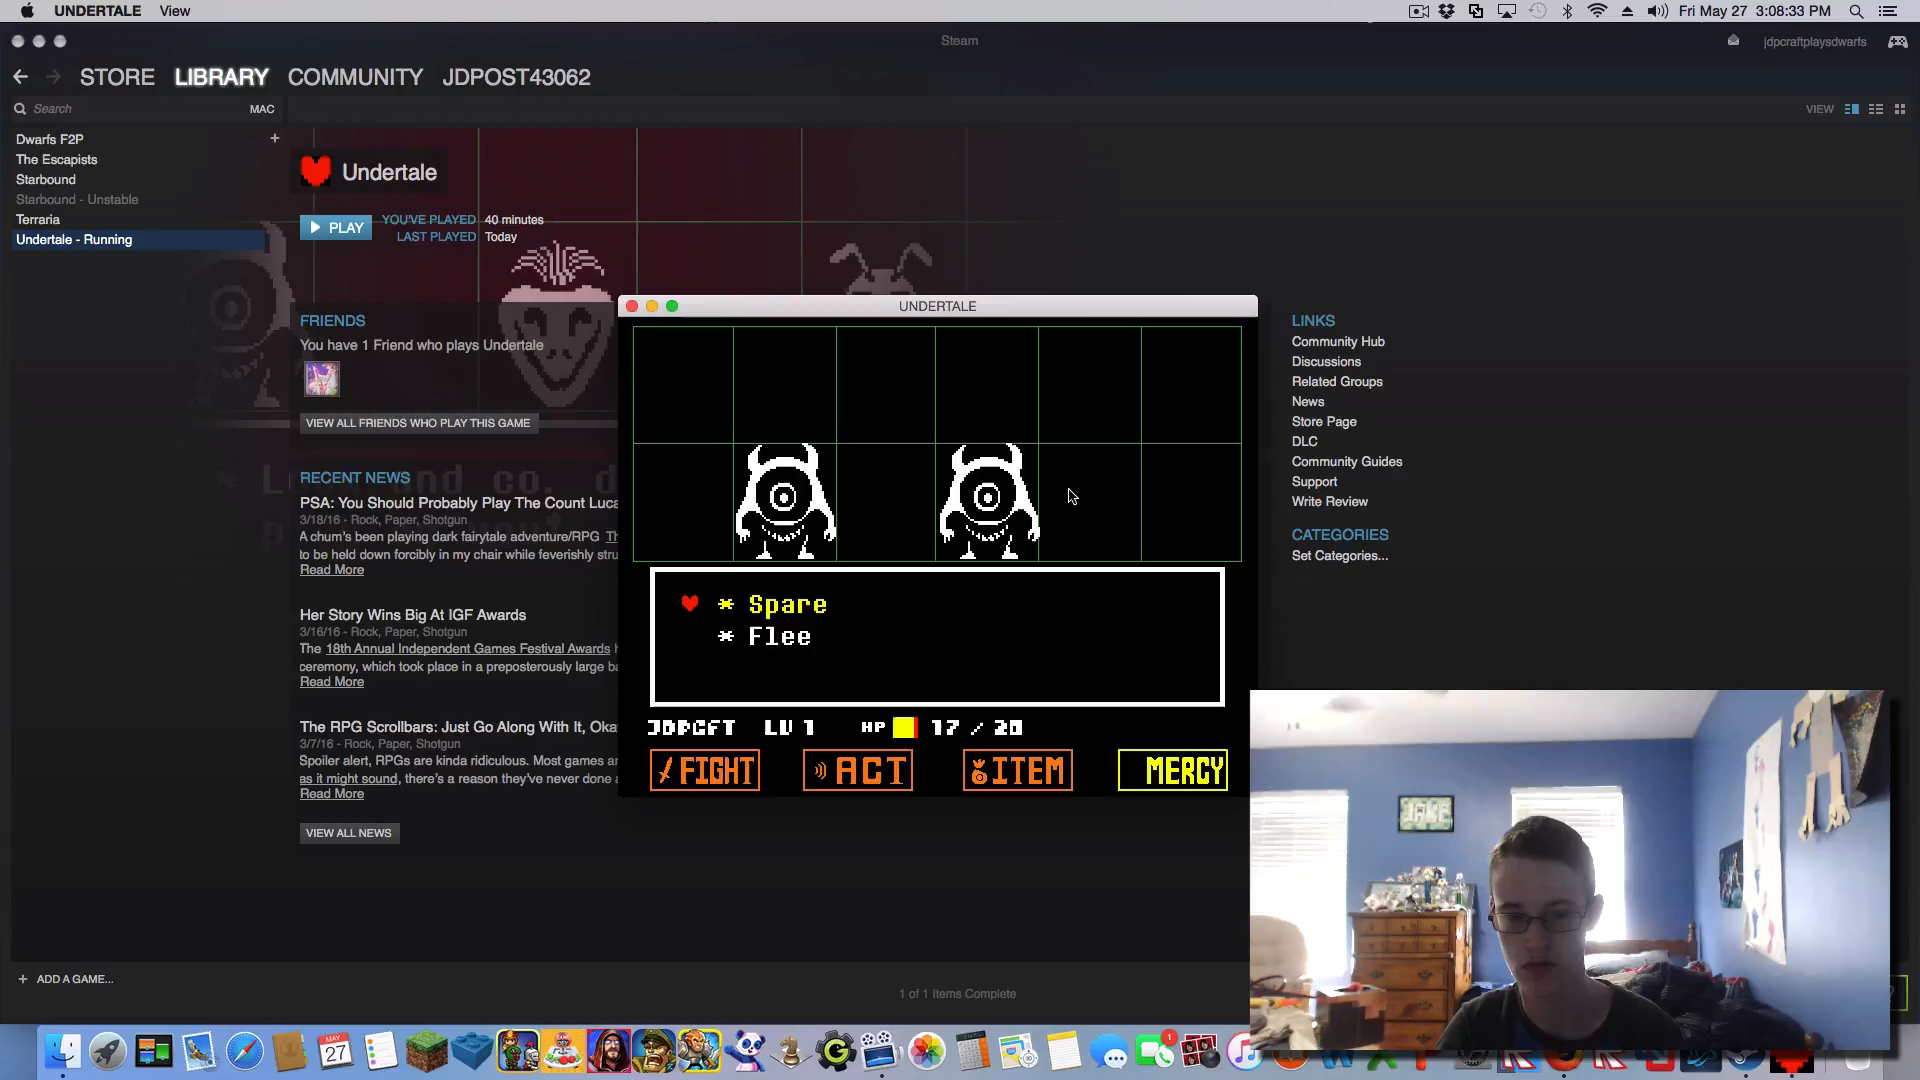 UNDERTALE View
Fri May 27 3:08:33 PM
Steam
jdpcraftplaysdwarfs
STORE LIBRARY COMMUNITY JDPOST43062
Search MAC
VIEW
Dwarfs F2P +
The Escapists
Starbound
Starbound - Unstable
Terraria
Undertale - Running
Undertale
PLAY
YOU'VE PLAYED 40 minutes
LAST PLAYED Today
FRIENDS
You have 1 Friend who plays Undertale
VIEW ALL FRIENDS WHO PLAY THIS GAME
RECENT NEWS
PSA: You Should Probably Play The Count Luca
3/18/16 - Rock, Paper, Shotgun
A chum's been playing dark fairytale adventure/RPG Th
to be held down forcibly in my chair while feverishly stru
Read More
Her Story Wins Big At IGF Awards
3/16/16 - Rock, Paper, Shotgun
The 18th Annual Independent Games Festival Awards h
ceremony, which took place in a preposterously large ba
Read More
The RPG Scrollbars: Just Go Along With It, Oka
3/7/16 - Rock, Paper, Shotgun
Spoiler alert, RPGs are kinda ridiculous. Most games ar
as it might sound, there's a reason they've never done a
Read More
VIEW ALL NEWS
UNDERTALE
* Spare
* Flee
JDPCFT LV 1 HP 17 / 20
FIGHT ACT ITEM MERCY
LINKS
Community Hub
Discussions
Related Groups
News
Store Page
DLC
Community Guides
Support
Write Review
CATEGORIES
Set Categories...
+ ADD A GAME...
1 of 1 Items Complete
MAY
27
1